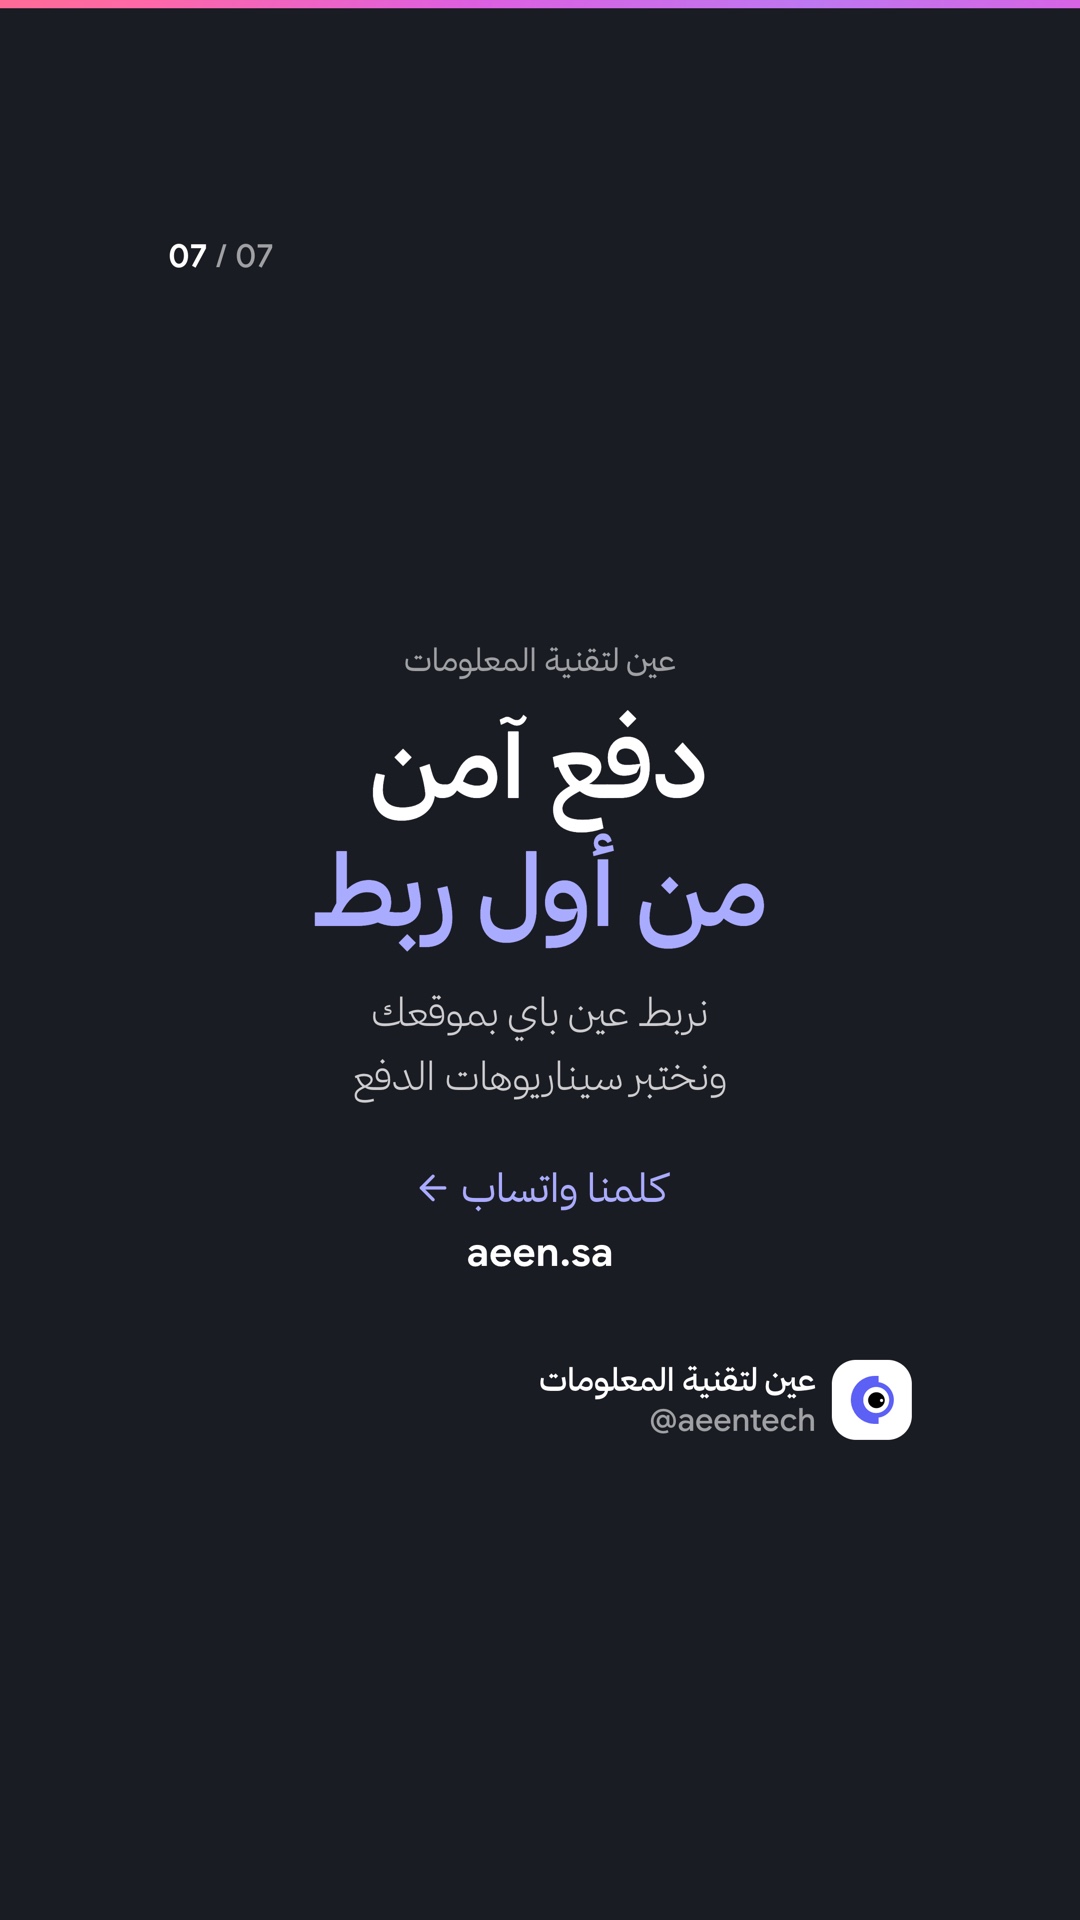 07 / 07
عين لتقنية المعلومات
دفع آمن
من أول ربط
نربط عين باي بموقعك
ونختبر سيناريوهات الدفع
كلمنا واتساب ←
aeen.sa
عين لتقنية المعلومات
@aeentech